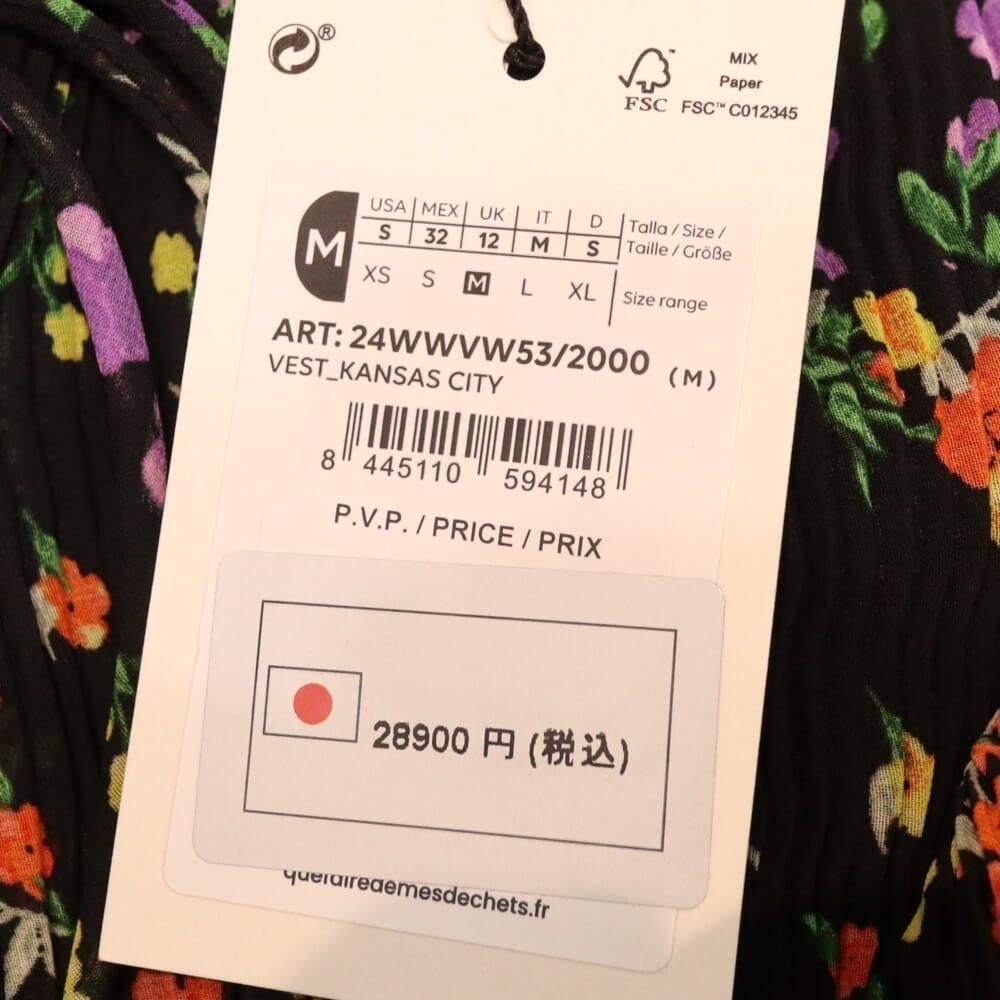 ®
FSC™
MIX
Paper
FSC™ C012345
M
USA | MEX | UK | IT | D
S | 32 | 12 | M | S
Talla / Size /
Taille / Größe
XS S M L XL
Size range
ART: 24WWVW53/2000 (M)
VEST_KANSAS CITY
8 445110 594148
P.V.P. / PRICE / PRIX
28900 円 (税込)
quefairedemesdechets.fr